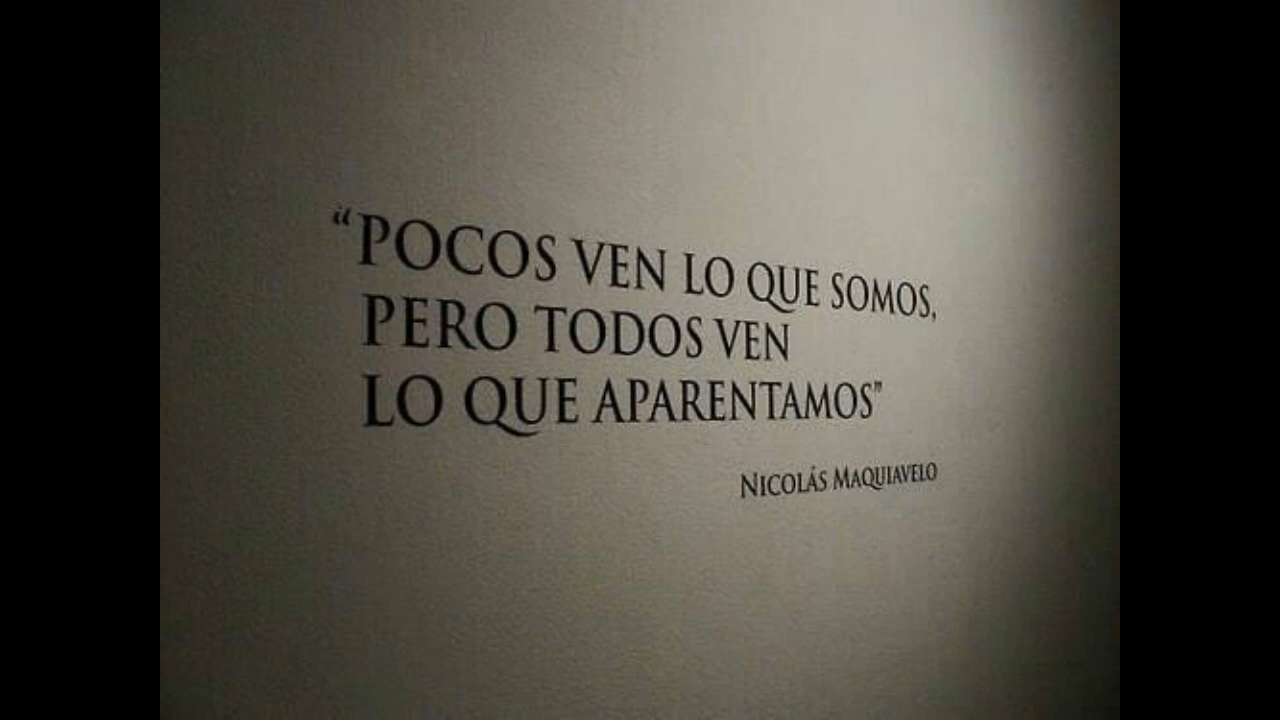 “POCOS VEN LO QUE SOMOS,
PERO TODOS VEN
LO QUE APARENTAMOS”
NICOLÁS MAQUIAVELO